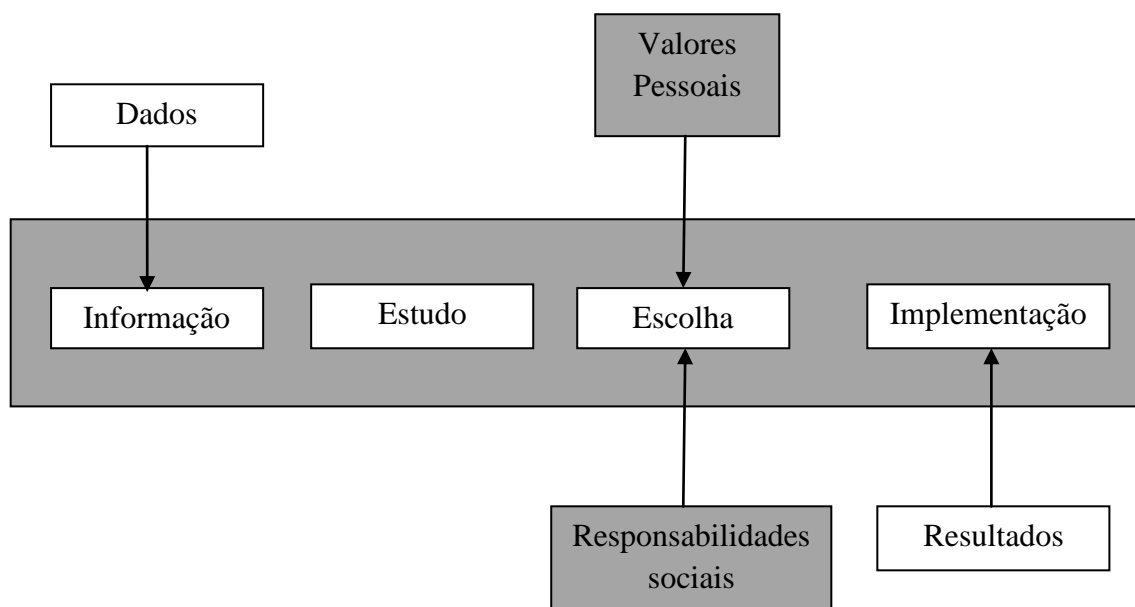 Valores
Pessoais
Dados
Informação
Estudo
Escolha
Implementação
Responsabilidades
sociais
Resultados